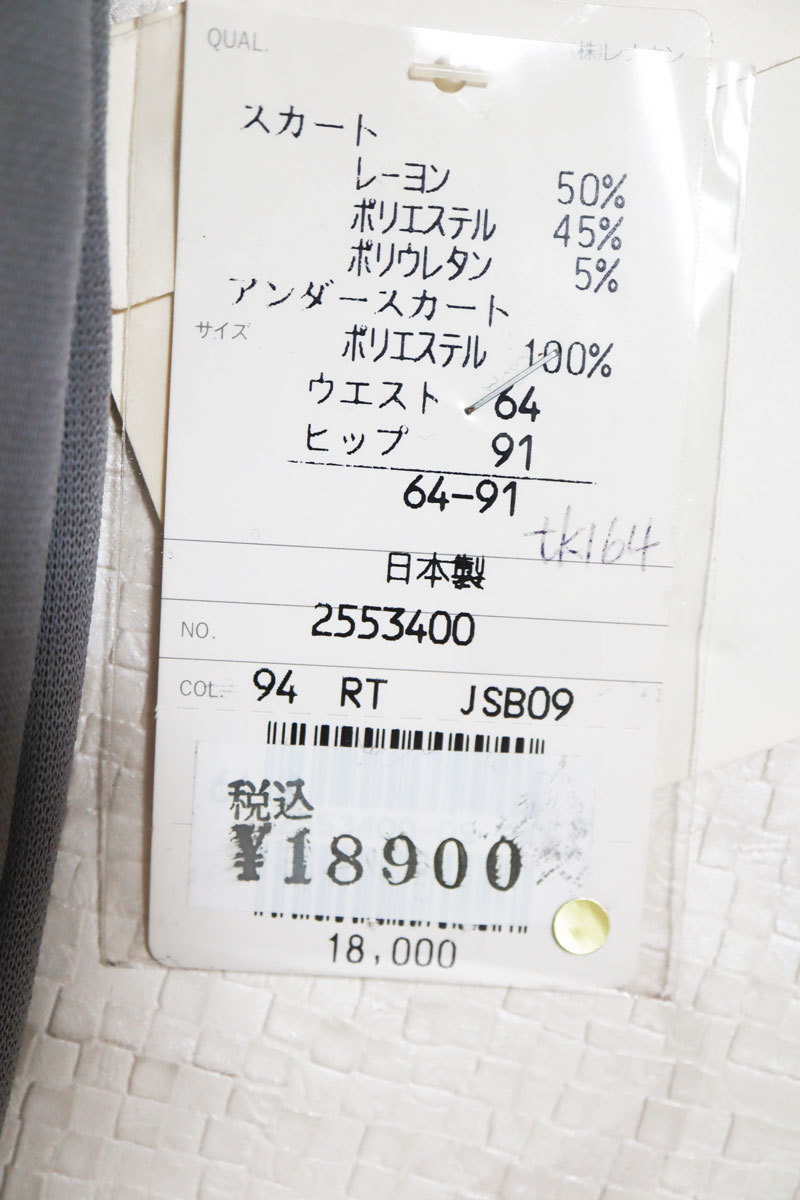 QUAL.
スカート
レーヨン 50%
ポリエステル 45%
ポリウレタン 5%
アンダースカート
サイズ
ポリエステル 100%
ウエスト 64
ヒップ 91
64-91
tk164
日本製
NO. 2553400
COL. 94 RT JSB09
税込
¥18900
18,000